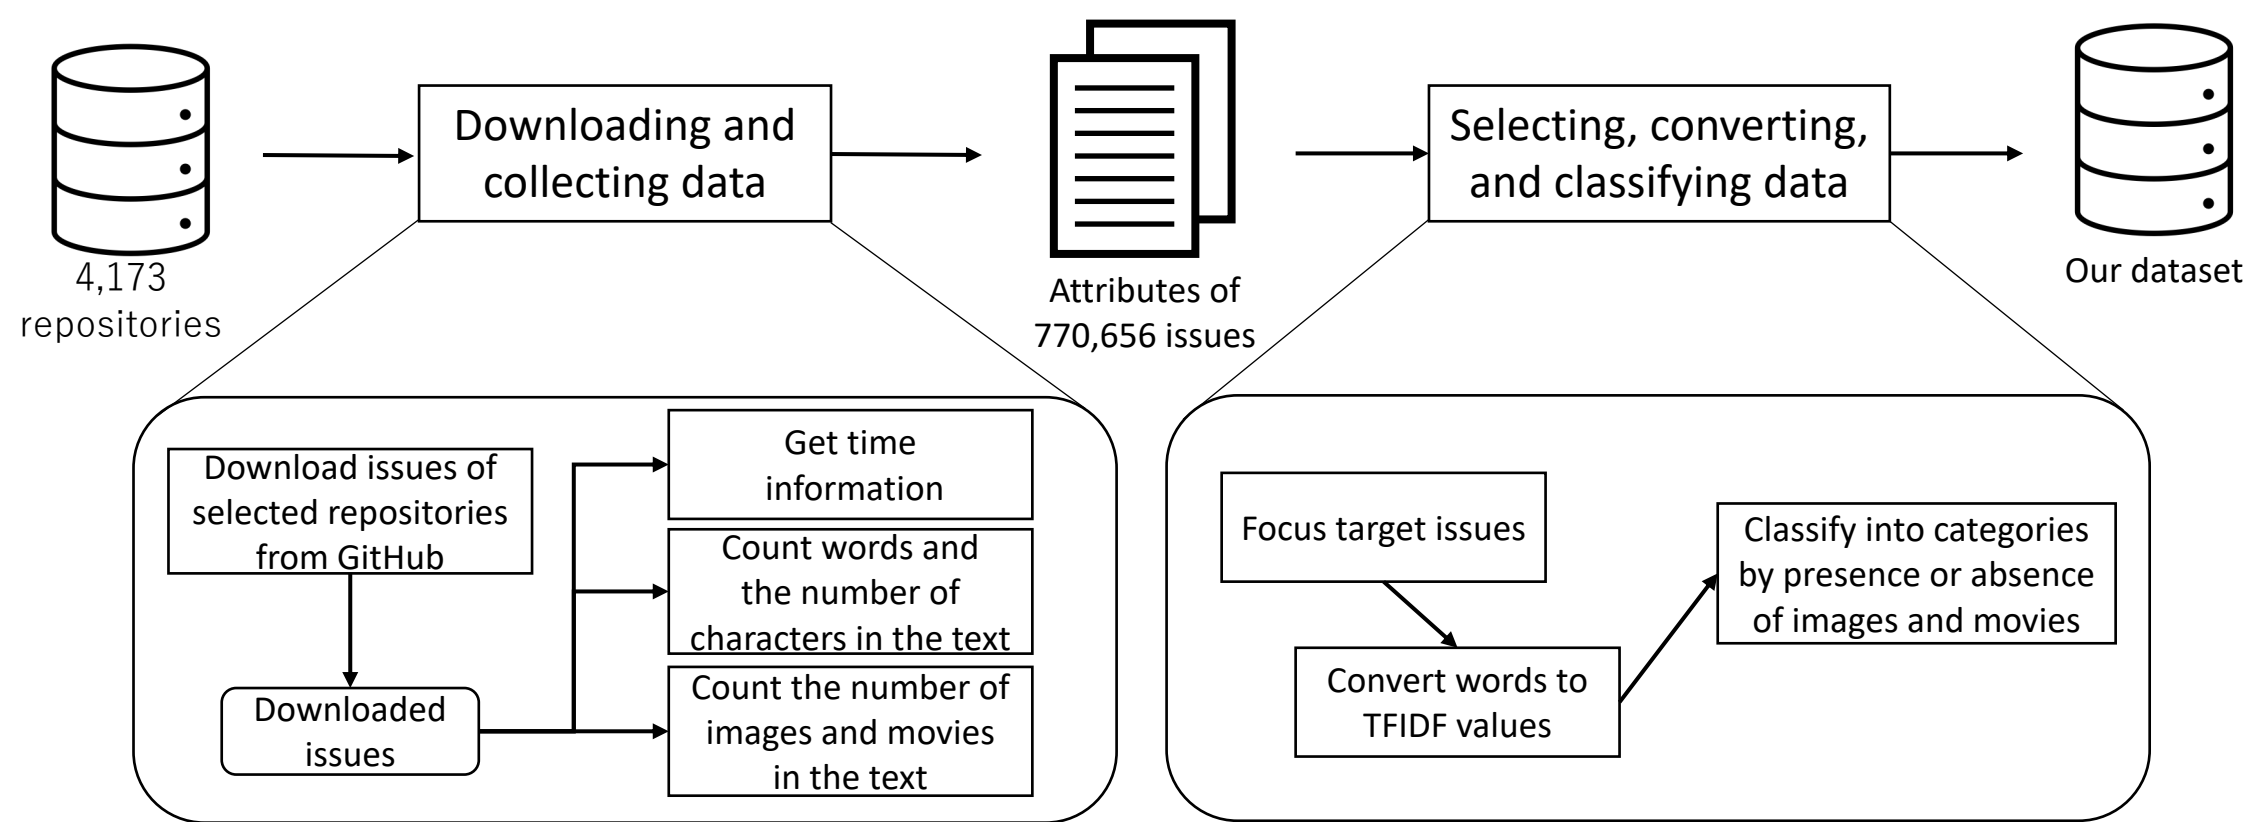 4,173
repositories
Downloading and
collecting data
Attributes of
770,656 issues
Selecting, converting,
and classifying data
Our dataset
Download issues of
selected repositories
from GitHub
Downloaded
issues
Get time
information
Count words and
the number of
characters in the text
Count the number of
images and movies
in the text
Focus target issues
Convert words to
TFIDF values
Classify into categories
by presence or absence
of images and movies